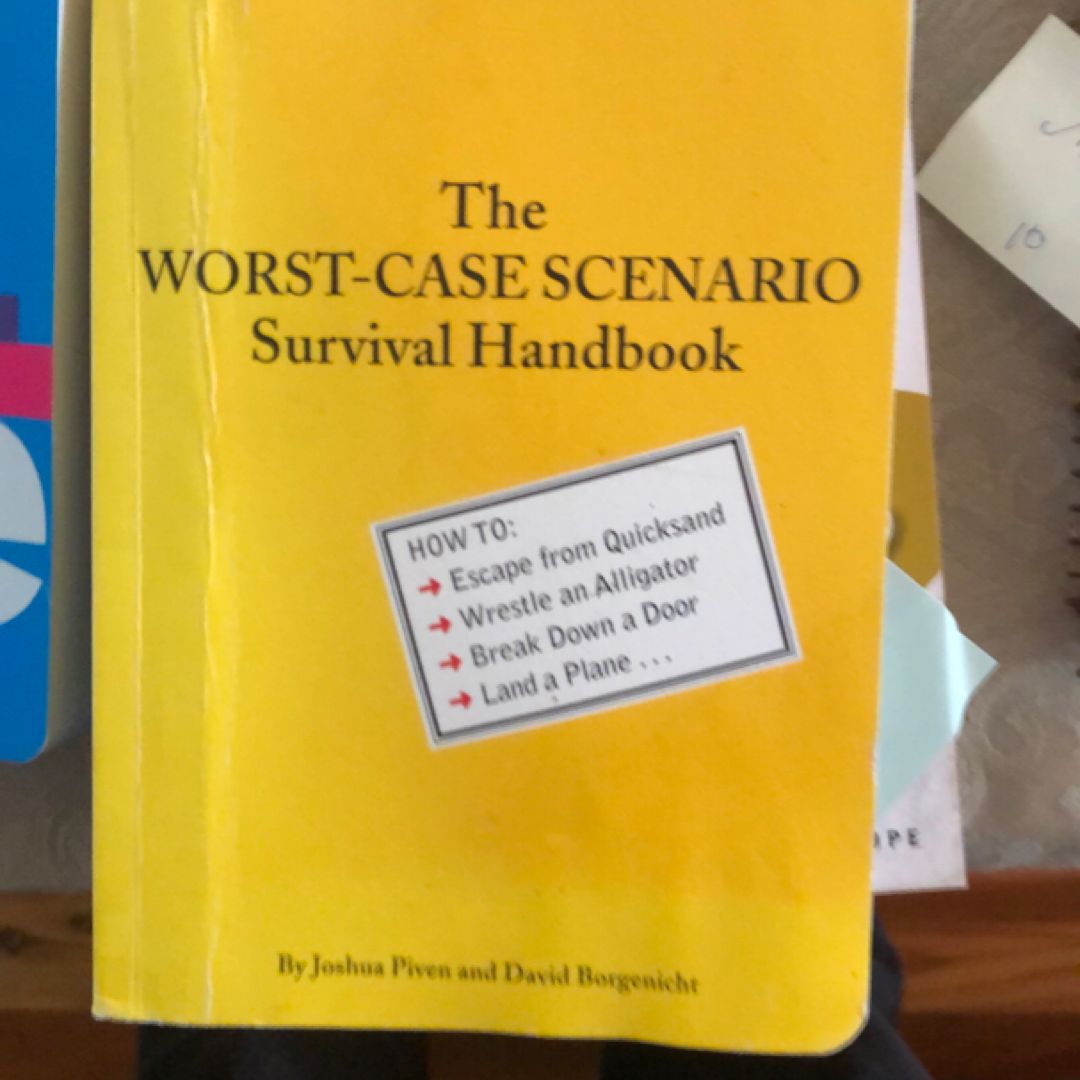 The
WORST-CASE SCENARIO
Survival Handbook
HOW TO:
→ Escape from Quicksand
→ Wrestle an Alligator
→ Break Down a Door
→ Land a Plane ...
By Joshua Piven and David Borgenicht
10